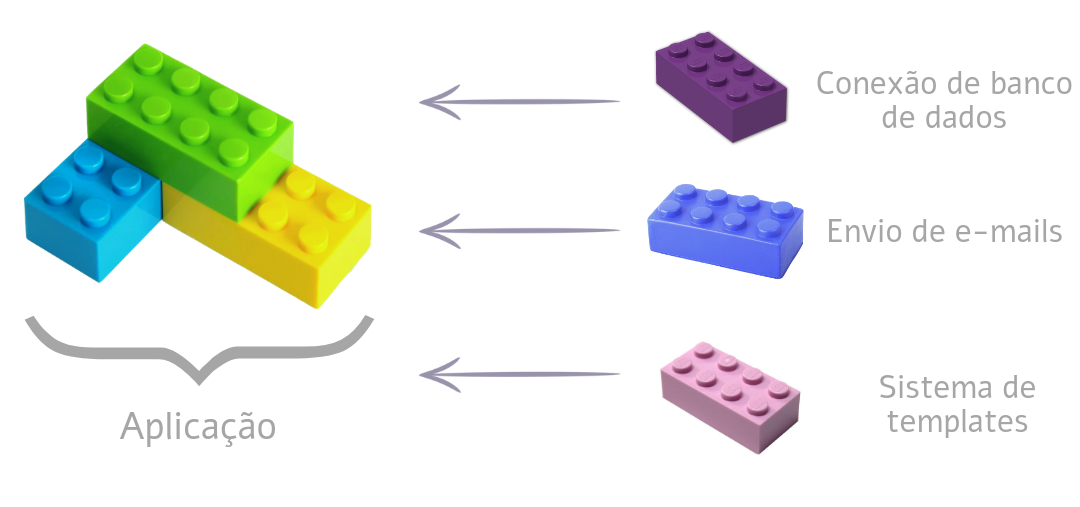 Conexão de banco
de dados
Envio de e-mails
Sistema de
templates
Aplicação